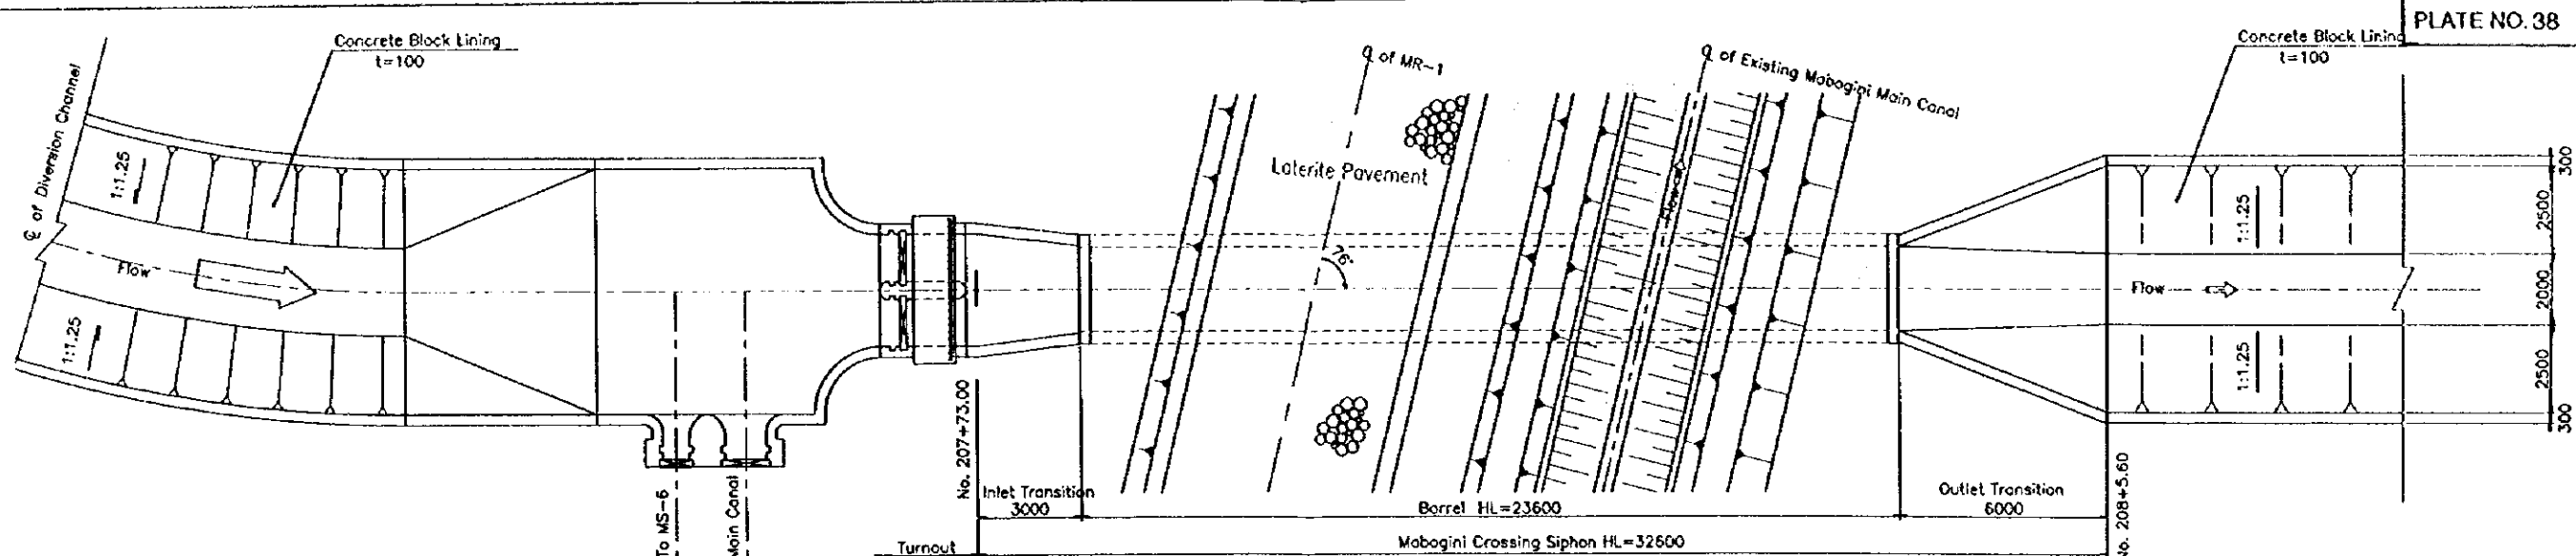 PLATE NO. 38
Concrete Block Lining
t=100
℄ of Diversion Channel
1:1.25
Flow
1:1.25
℄ of MR-1
Laterite Pavement
76°
℄ of Existing Mabogini Main Canal
Flow
Concrete Block Lining
t=100
1:1.25
Flow
1:1.25
300
2500
2000
2500
300
To MS-6
Main Canal
No. 207+73.00
Inlet Transition
3000
Barrel HL=23600
Outlet Transition
6000
No. 208+5.60
Turnout
Mabogini Crossing Siphon HL=32600